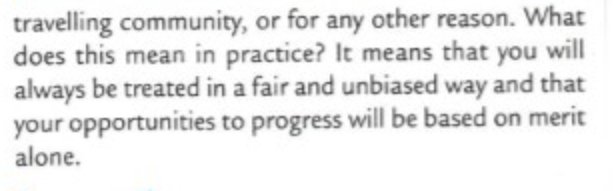 travelling community, or for any other reason. What
does this mean in practice? It means that you will
always be treated in a fair and unbiased way and that
your opportunities to progress will be based on merit
alone.